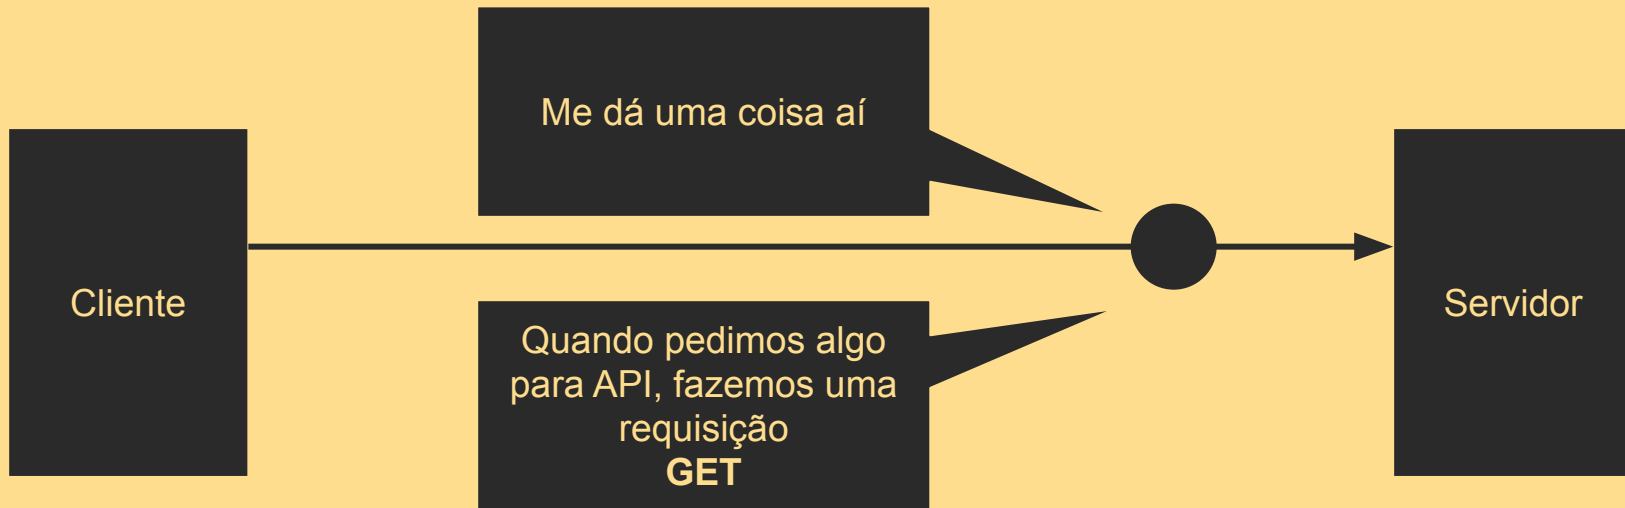 Me dá uma coisa aí
Cliente
Servidor
Quando pedimos algo
para API, fazemos uma
requisição
GET